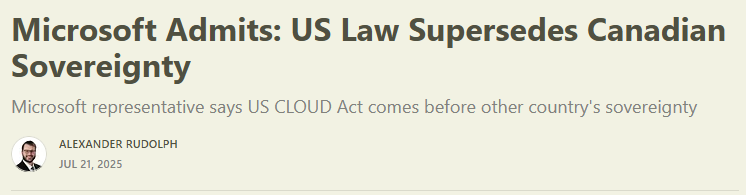 Microsoft Admits: US Law Supersedes Canadian
Sovereignty
Microsoft representative says US CLOUD Act comes before other country's sovereignty
ALEXANDER RUDOLPH
JUL 21, 2025